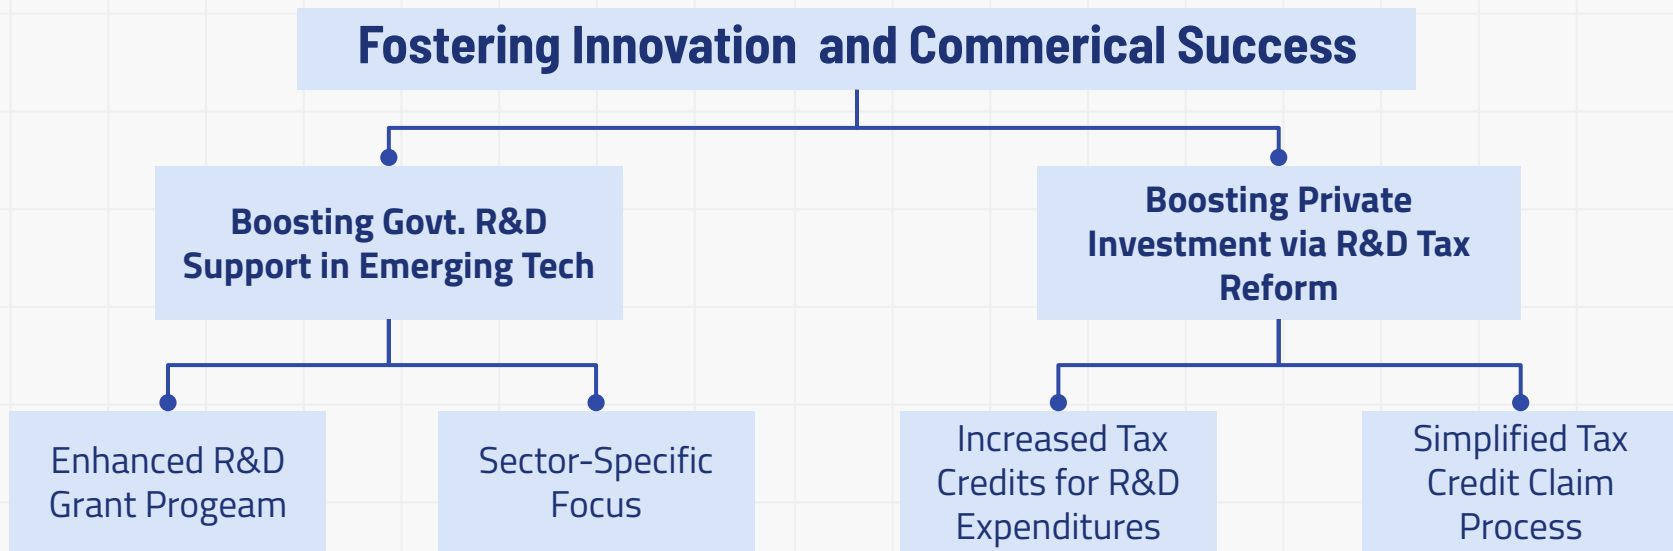 Fostering Innovation  and Commerical Success
Boosting Govt. R&D
Support in Emerging Tech
Boosting Private
Investment via R&D Tax
Reform
Enhanced R&D
Grant Progeam
Sector-Specific
Focus
Increased Tax
Credits for R&D
Expenditures
Simplified Tax
Credit Claim
Process